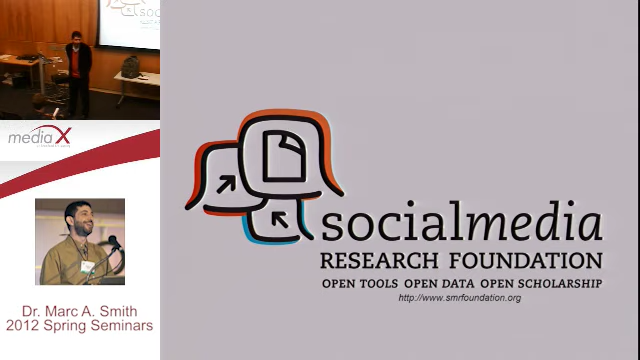 mediaX
Dr. Marc A. Smith
2012 Spring Seminars
socialmedia
RESEARCH FOUNDATION
OPEN TOOLS OPEN DATA OPEN SCHOLARSHIP
http://www.smrfoundation.org